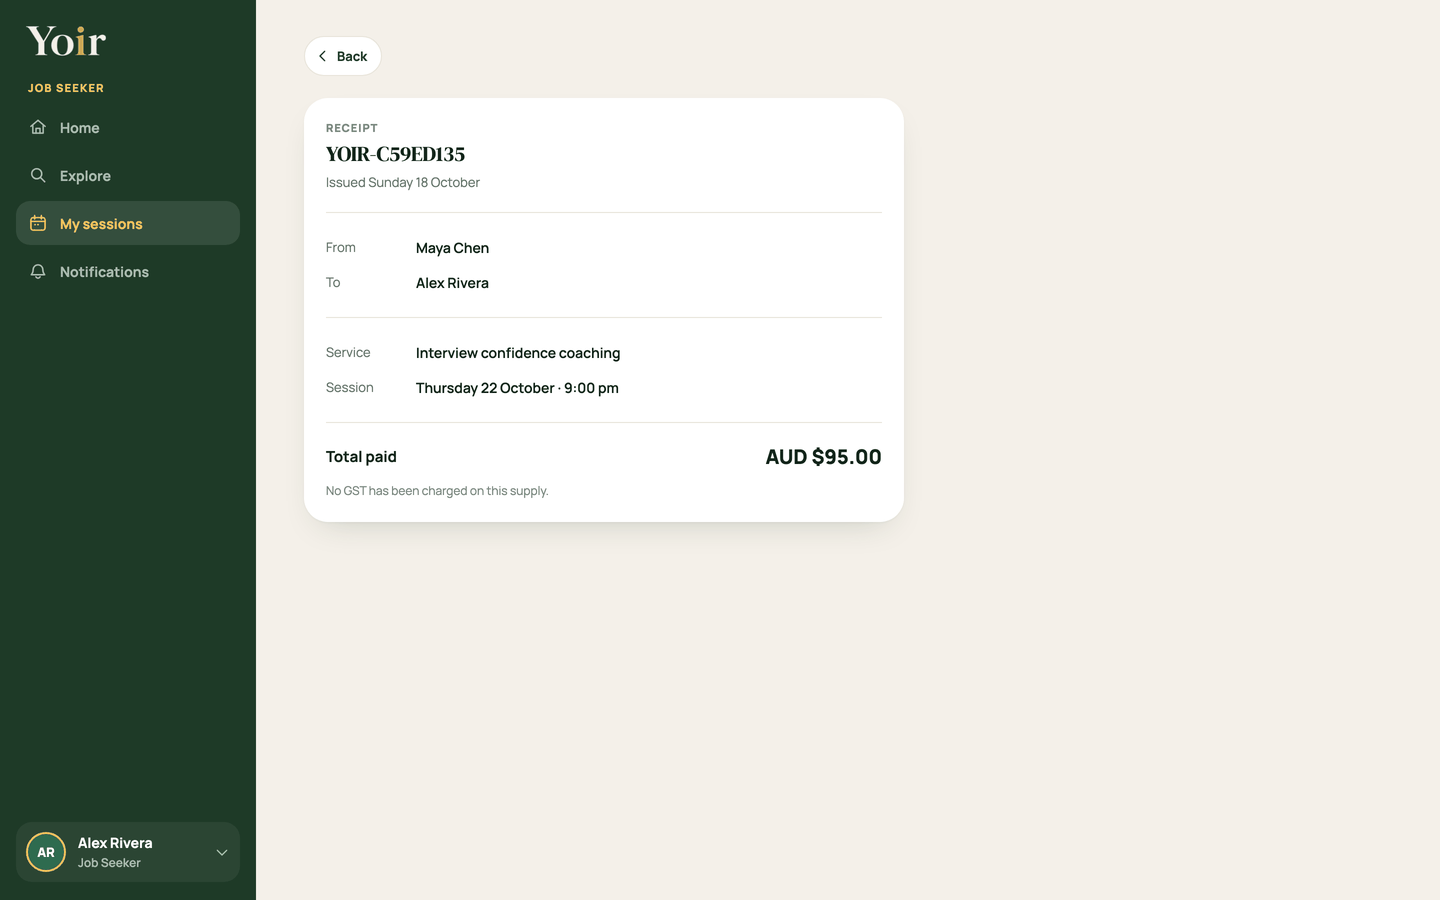 Yoir
JOB SEEKER
Home
Explore
My sessions
Notifications
Back
RECEIPT
YOIR-C59ED135
Issued Sunday 18 October
From Maya Chen
To Alex Rivera
Service Interview confidence coaching
Session Thursday 22 October · 9:00 pm
Total paid AUD $95.00
No GST has been charged on this supply.
AR
Alex Rivera
Job Seeker